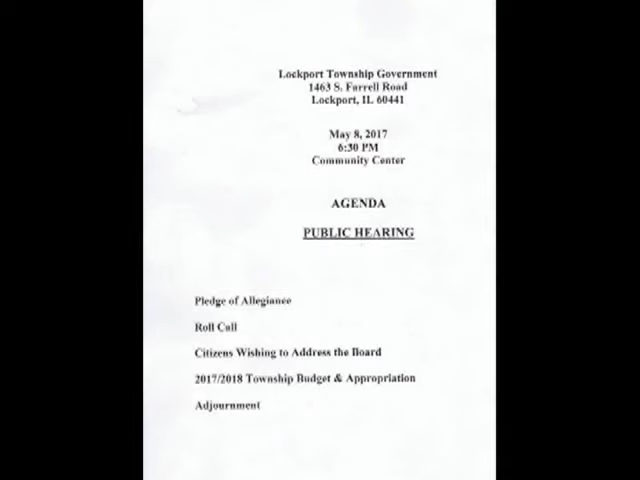 Lockport Township Government
1463 S. Farrell Road
Lockport, IL 60441
May 8, 2017
6:30 PM
Community Center
AGENDA
PUBLIC HEARING
Pledge of Allegiance
Roll Call
Citizens Wishing to Address the Board
2017/2018 Township Budget & Appropriation
Adjournment